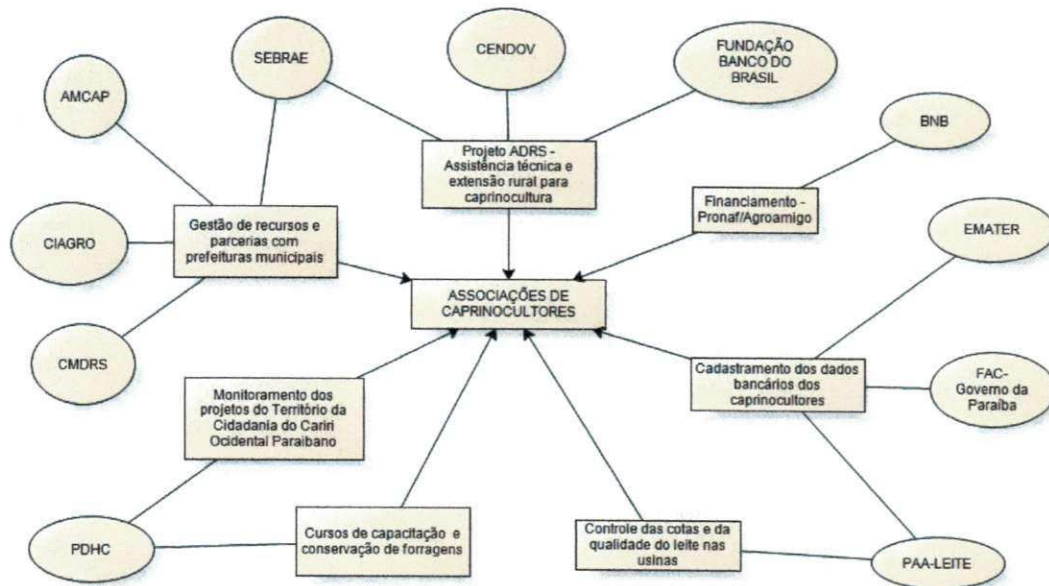 CENDOV
SEBRAE
FUNDAÇÃO
BANCO DO
BRASIL
AMCAP
BNB
Projeto ADRS -
Assistência técnica e
extensão rural para
caprinocultura
Financiamento -
Pronaf/Agroamigo
Gestão de recursos e
parcerias com
prefeituras municipais
CIAGRO
EMATER
ASSOCIAÇÕES DE
CAPRINOCULTORES
CMDRS
Cadastramento dos dados
bancários dos
caprinocultores
FAC-
Governo da
Paraíba
Monitoramento dos
projetos do Território da
Cidadania do Cariri
Ocidental Paraibano
PDHC
Cursos de capacitação e
conservação de forragens
Controle das cotas e da
qualidade do leite nas
usinas
PAA-LEITE